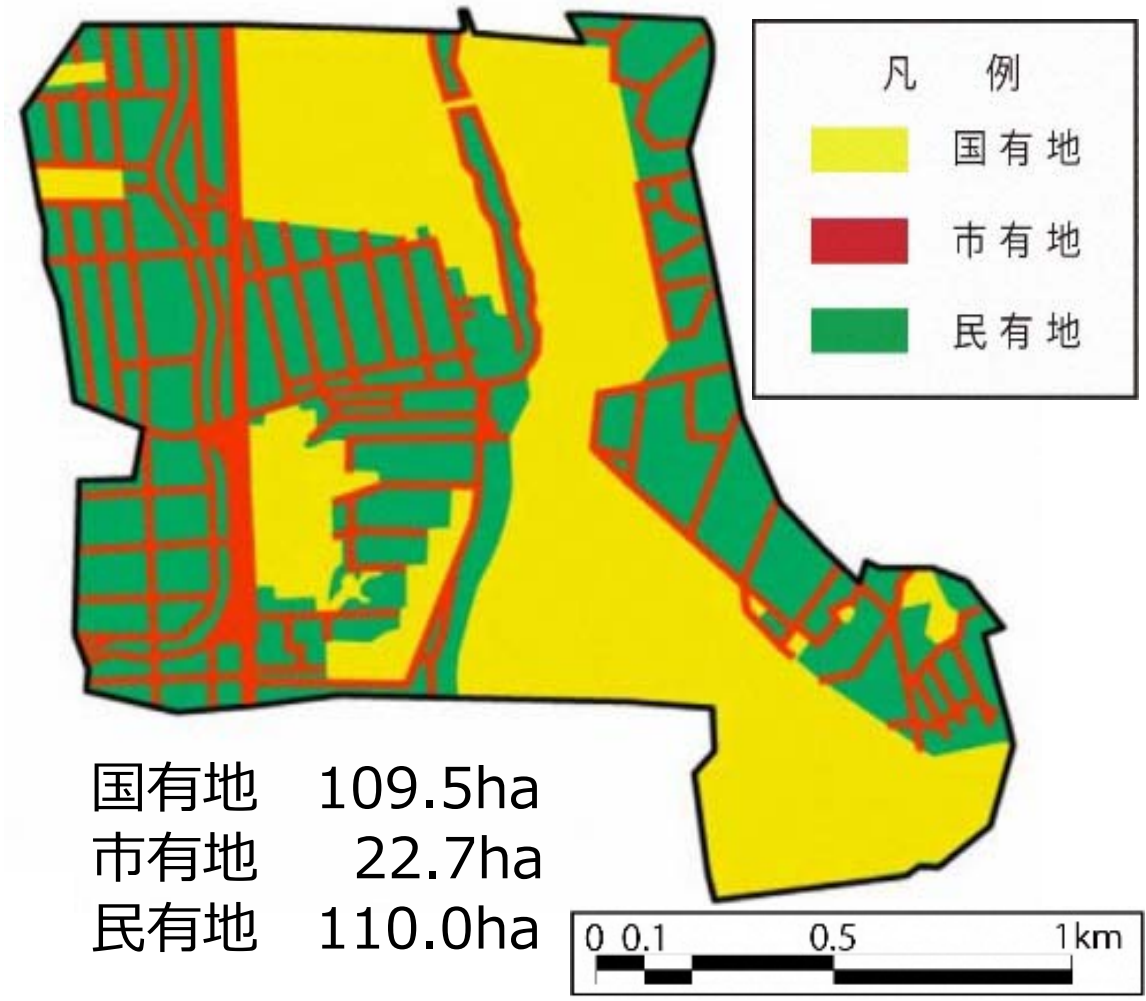 凡 例
国有地
市有地
民有地
国有地 109.5ha
市有地 22.7ha
民有地 110.0ha
0 0.1 0.5 1km